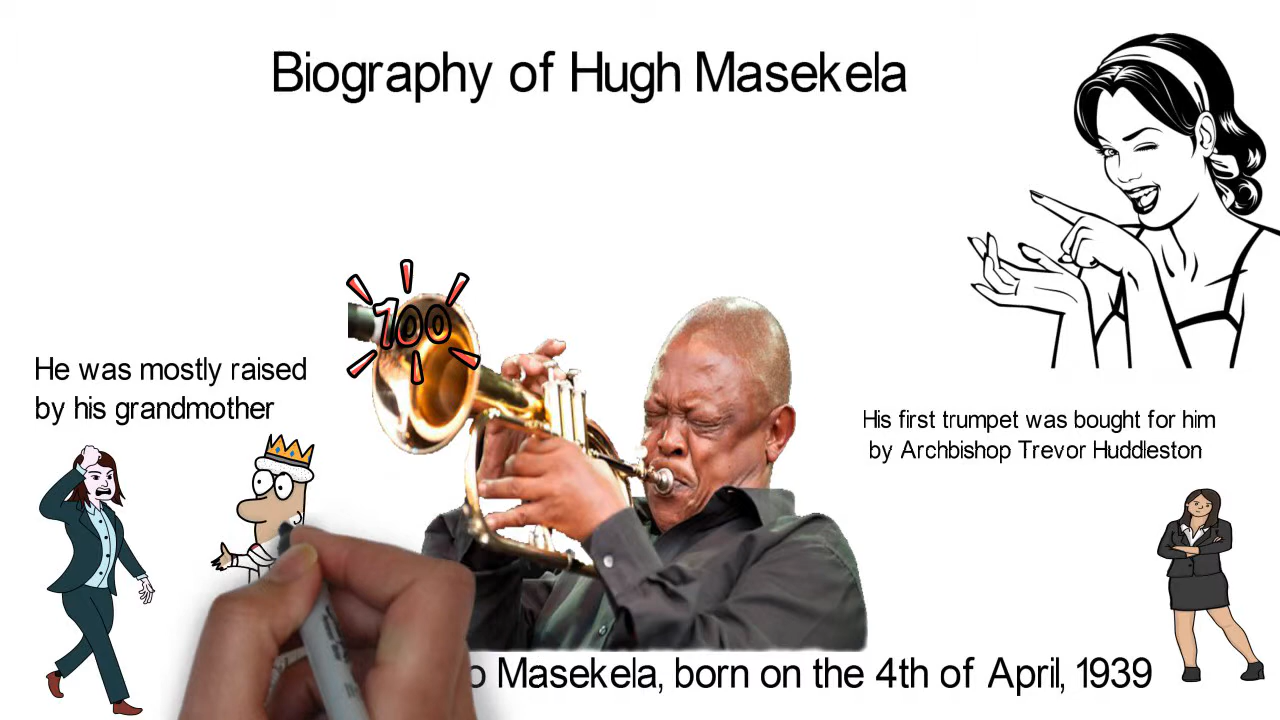 Biography of Hugh Masekela
100
He was mostly raised
by his grandmother
His first trumpet was bought for him
by Archbishop Trevor Huddleston
Masekela, born on the 4th of April, 1939